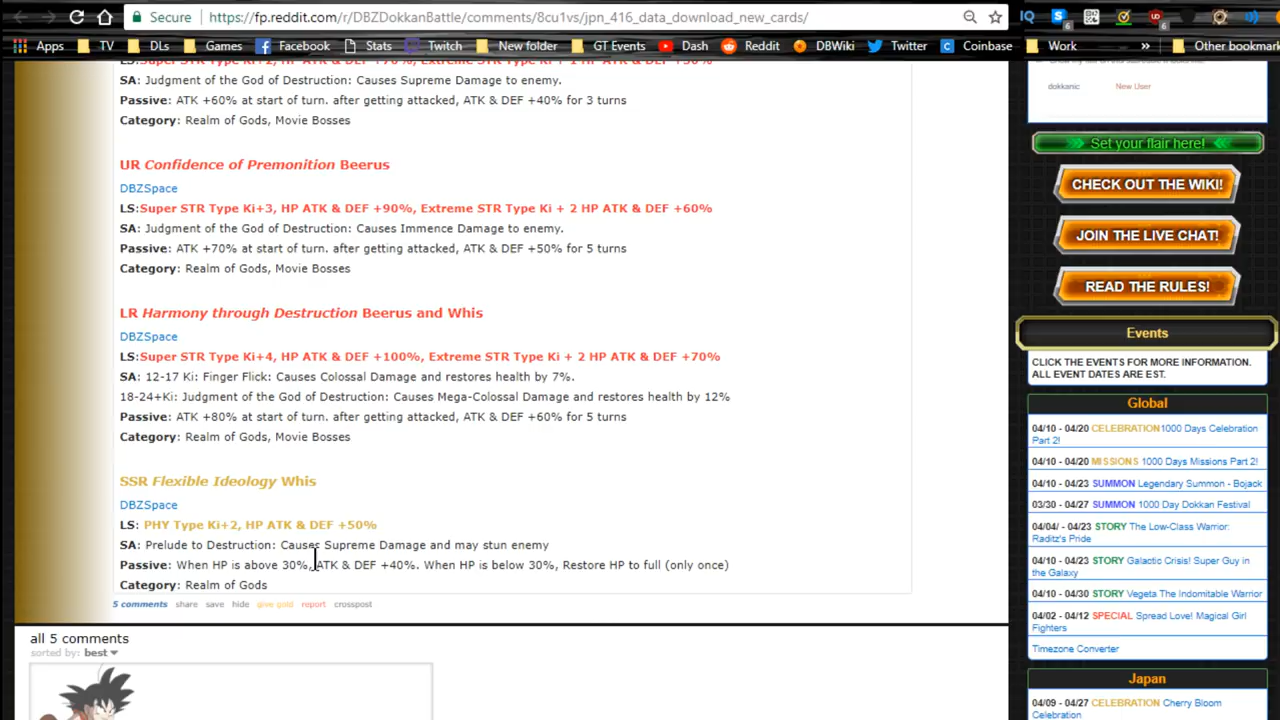 Secure https://fp.reddit.com/r/DBZDokkanBattle/comments/8cu1vs/jpn_416_data_download_new_cards/
Apps TV DLs Games Facebook Stats Twitch New folder GT Events Dash Reddit DBWiki Twitter Coinbase Work » Other bookmark
SA: Judgment of the God of Destruction: Causes Supreme Damage to enemy.
Passive: ATK +60% at start of turn. after getting attacked, ATK & DEF +40% for 3 turns
Category: Realm of Gods, Movie Bosses
UR Confidence of Premonition Beerus
DBZSpace
LS:Super STR Type Ki+3, HP ATK & DEF +90%, Extreme STR Type Ki + 2 HP ATK & DEF +60%
SA: Judgment of the God of Destruction: Causes Immence Damage to enemy.
Passive: ATK +70% at start of turn. after getting attacked, ATK & DEF +50% for 5 turns
Category: Realm of Gods, Movie Bosses
LR Harmony through Destruction Beerus and Whis
DBZSpace
LS:Super STR Type Ki+4, HP ATK & DEF +100%, Extreme STR Type Ki + 2 HP ATK & DEF +70%
SA: 12-17 Ki: Finger Flick: Causes Colossal Damage and restores health by 7%.
18-24+Ki: Judgment of the God of Destruction: Causes Mega-Colossal Damage and restores health by 12%
Passive: ATK +80% at start of turn. after getting attacked, ATK & DEF +60% for 5 turns
Category: Realm of Gods, Movie Bosses
SSR Flexible Ideology Whis
DBZSpace
LS: PHY Type Ki+2, HP ATK & DEF +50%
SA: Prelude to Destruction: Causes Supreme Damage and may stun enemy
Passive: When HP is above 30%, ATK & DEF +40%. When HP is below 30%, Restore HP to full (only once)
Category: Realm of Gods
5 comments share save hide give gold report crosspost
all 5 comments
sorted by: best
dokkanic New User
Set your flair here!
CHECK OUT THE WIKI!
JOIN THE LIVE CHAT!
READ THE RULES!
Events
CLICK THE EVENTS FOR MORE INFORMATION.
ALL EVENT DATES ARE EST.
Global
04/10 - 04/20 CELEBRATION1000 Days Celebration
Part 2!
04/10 - 04/20 MISSIONS 1000 Days Missions Part 2!
04/10 - 04/23 SUMMON Legendary Summon - Bojack
03/30 - 04/27 SUMMON 1000 Day Dokkan Festival
04/04/ - 04/23 STORY The Low-Class Warrior:
Raditz's Pride
04/10 - 04/23 STORY Galactic Crisis! Super Guy in
the Galaxy
04/10 - 04/30 STORY Vegeta The Indomitable Warrior
04/02 - 04/12 SPECIAL Spread Love! Magical Girl
Fighters
Timezone Converter
Japan
04/09 - 04/27 CELEBRATION Cherry Bloom
Celebration